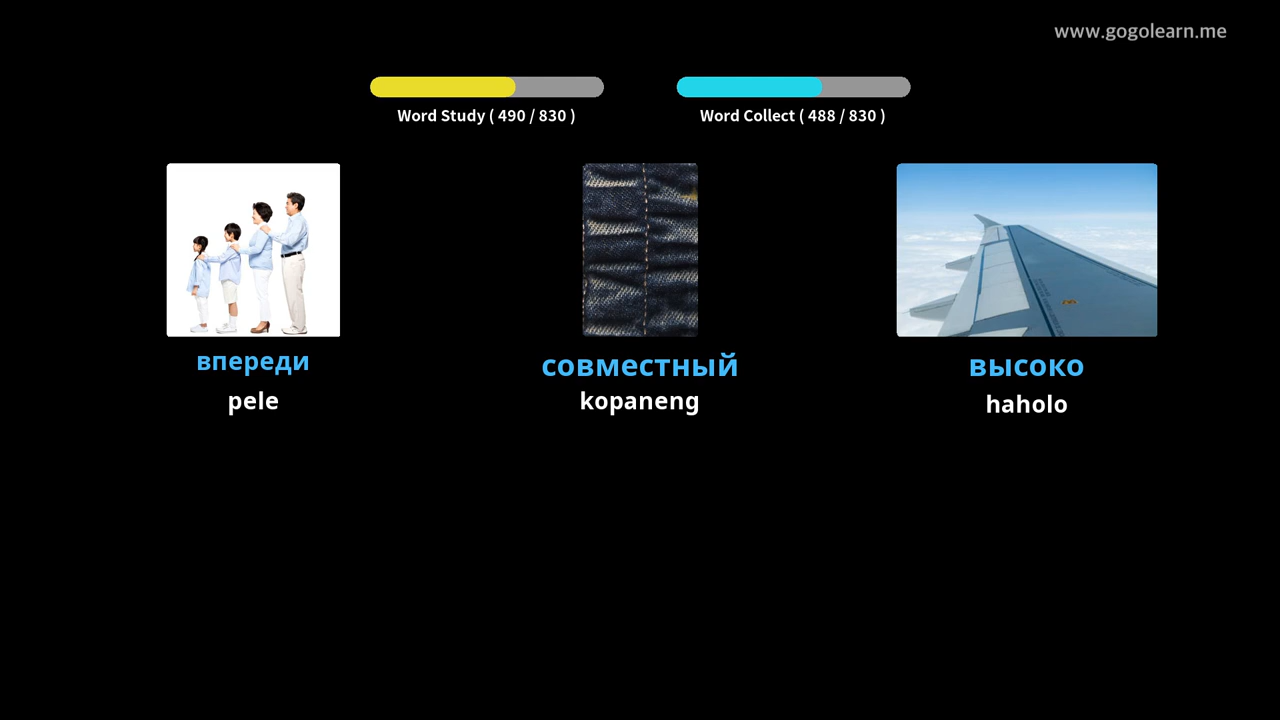 www.gogolearn.me
Word Study ( 490 / 830 )
Word Collect ( 488 / 830 )
впереди
pele
совместный
kopaneng
высоко
haholo